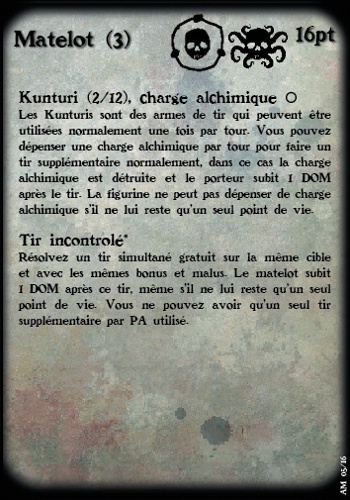 Matelot (3)
16pt
Kunturi (2/12), charge alchimique O
Les Kunturis sont des armes de tir qui peuvent être
utilisées normalement une fois par tour. Vous pouvez
dépenser une charge alchimique par tour pour faire un
tir supplémentaire normalement, dans ce cas la charge
alchimique est détruite et le porteur subit 1 DOM
après le tir. La figurine ne peut pas dépenser de charge
alchimique s'il ne lui reste qu'un seul point de vie.
Tir incontrolé*
Résolvez un tir simultané gratuit sur la même cible
et avec les mêmes bonus et malus. Le matelot subit
1 DOM après ce tir, même s'il ne lui reste qu'un seul
point de vie. Vous ne pouvez avoir qu'un seul tir
supplémentaire par PA utilisé.
AM 05/16